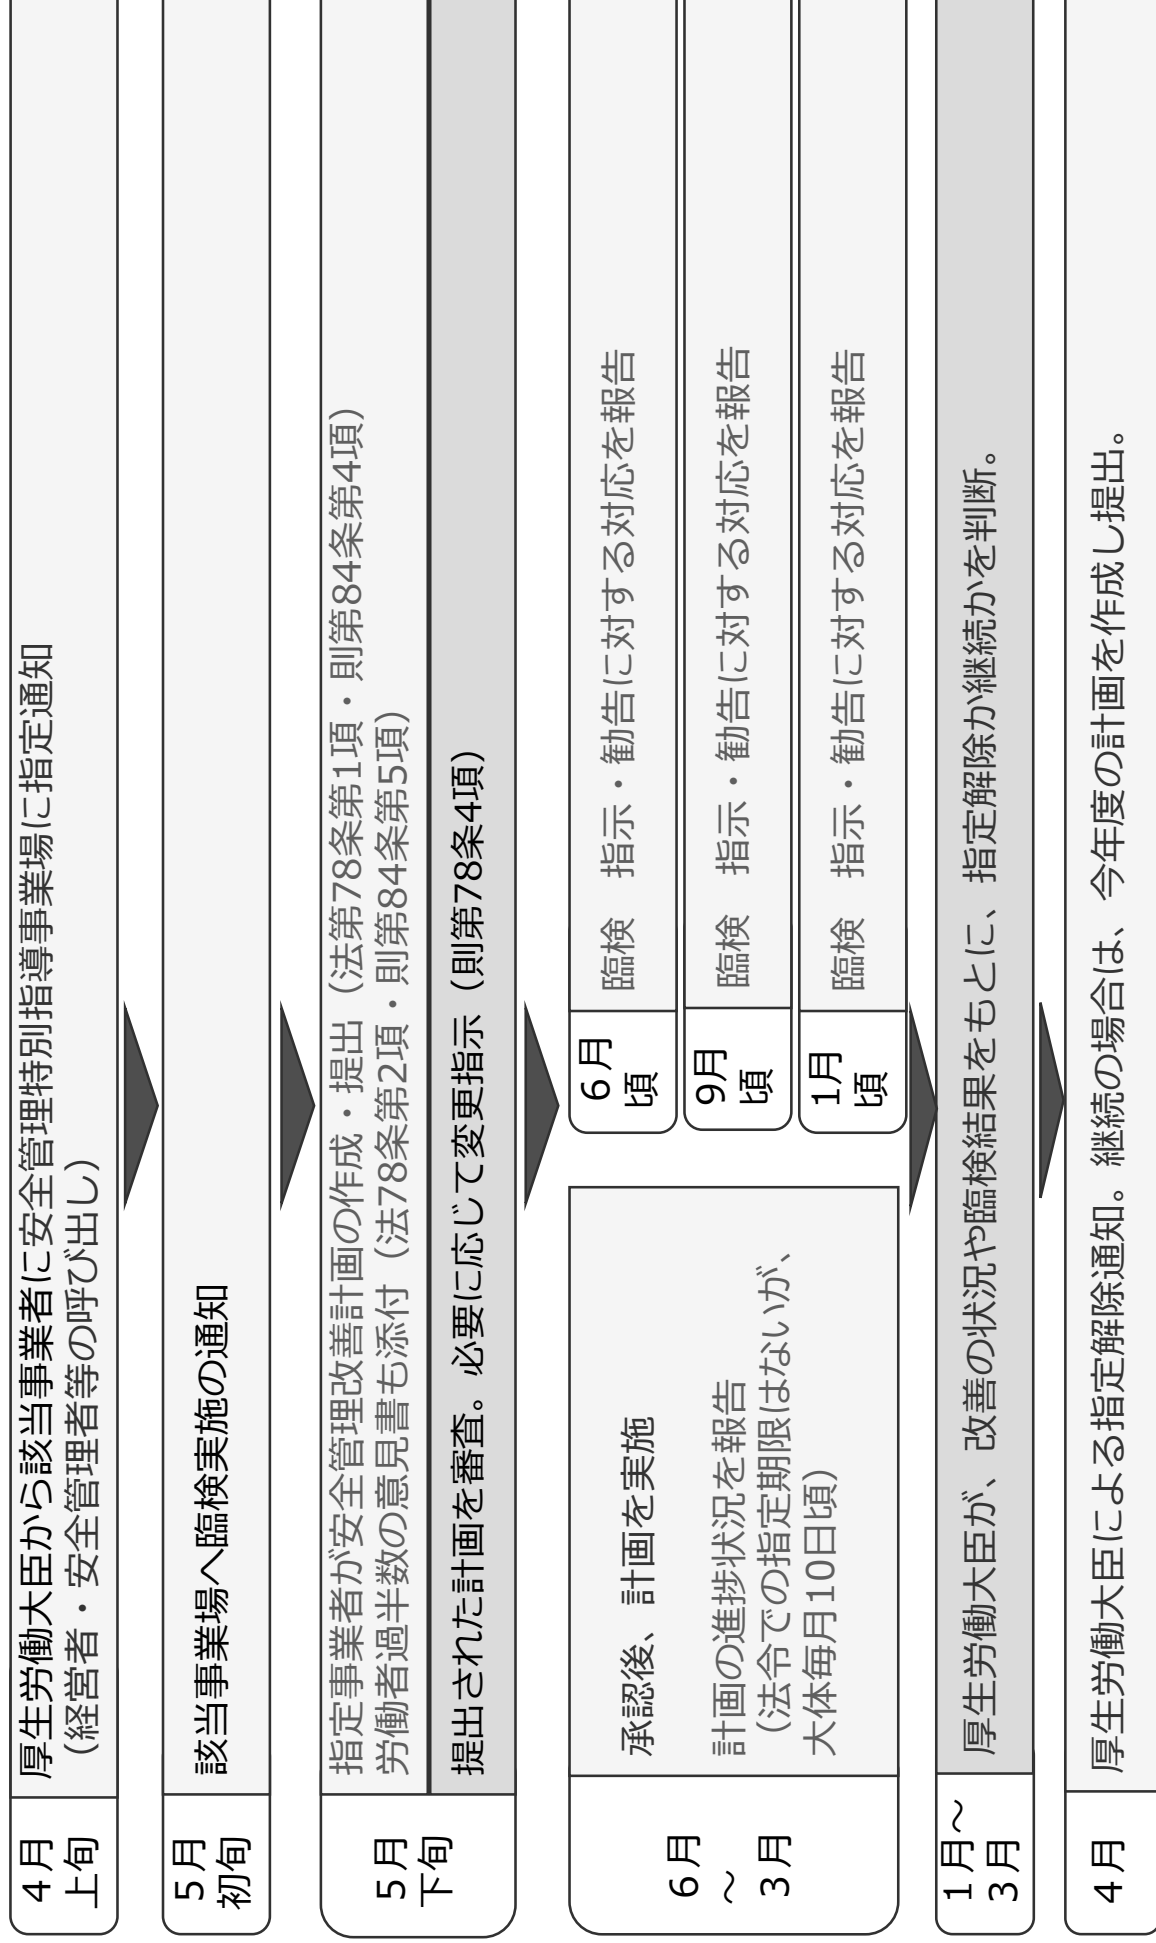 4月
上旬
厚生労働大臣から該当事業者に安全管理特別指導事業場に指定通知
（経営者・安全管理者等の呼び出し）
5月
初旬
該当事業場へ臨検実施の通知
5月
下旬
指定事業者が安全管理改善計画の作成・提出（法第78条第1項・則第84条第4項）
労働者過半数の意見書も添付（法78条第2項・則第84条第5項）
提出された計画を審査。必要に応じて変更指示（則第78条4項）
6月
～
3月
承認後、計画を実施
計画の進捗状況を報告
（法令での指定期限はないが、
大体毎月10日頃）
6月
頃
臨検　指示・勧告に対する対応を報告
9月
頃
臨検　指示・勧告に対する対応を報告
1月
頃
臨検　指示・勧告に対する対応を報告
1月～
3月
厚生労働大臣が、改善の状況や臨検結果をもとに、指定解除か継続かを判断。
4月
厚生労働大臣による指定解除通知。継続の場合は、今年度の計画を作成し提出。